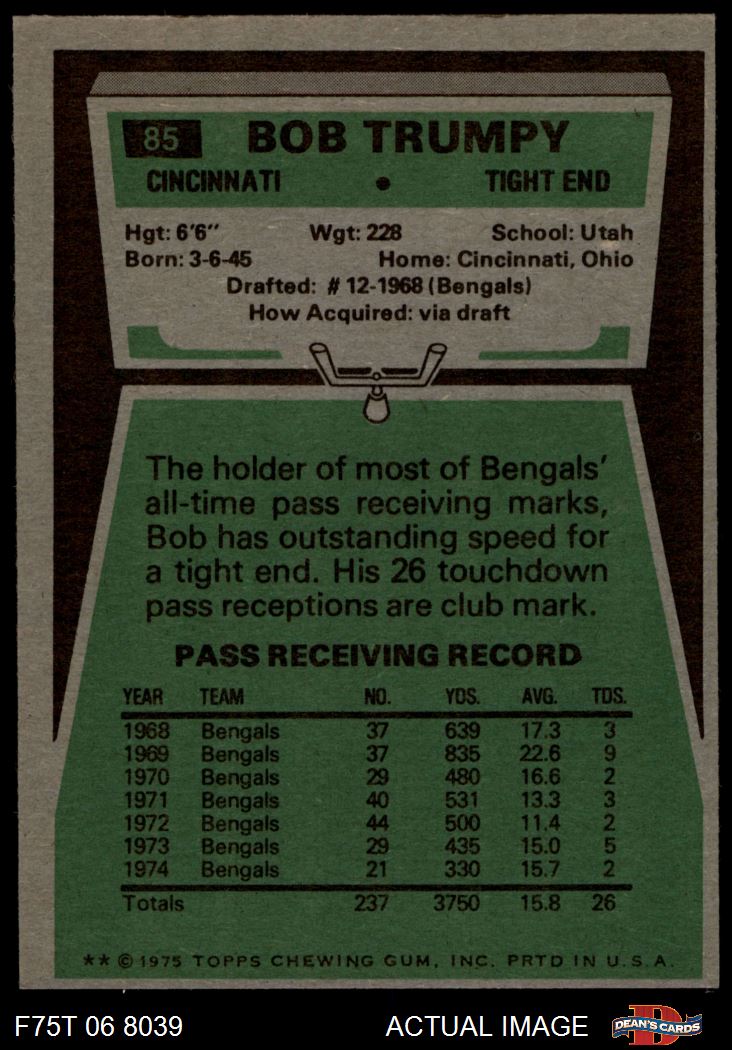 85 BOB TRUMPY
CINCINNATI • TIGHT END
Hgt: 6'6" Wgt: 228 School: Utah
Born: 3-6-45 Home: Cincinnati, Ohio
Drafted: #12-1968 (Bengals)
How Acquired: via draft
The holder of most of Bengals'
all-time pass receiving marks,
Bob has outstanding speed for
a tight end. His 26 touchdown
pass receptions are club mark.
PASS RECEIVING RECORD
YEAR TEAM NO. YDS. AVG. TDS.
1968 Bengals 37 639 17.3 3
1969 Bengals 37 835 22.6 9
1970 Bengals 29 480 16.6 2
1971 Bengals 40 531 13.3 3
1972 Bengals 44 500 11.4 2
1973 Bengals 29 435 15.0 5
1974 Bengals 21 330 15.7 2
Totals 237 3750 15.8 26
** © 1975 TOPPS CHEWING GUM, INC. PRTD IN U.S.A.
F75T 06 8039 ACTUAL IMAGE DEAN'S CARDS